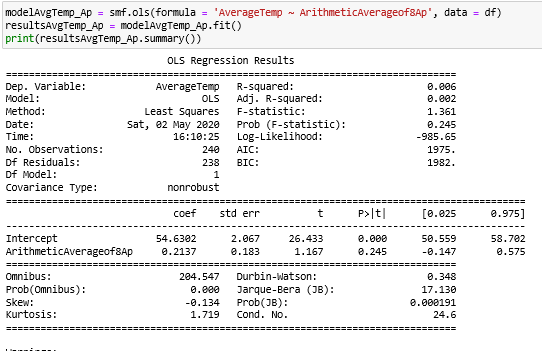 modelAvgTemp_Ap = smf.ols(formula = 'AverageTemp ~ ArithmeticAverageof8Ap', data = df)
resultsAvgTemp_Ap = modelAvgTemp_Ap.fit()
print(resultsAvgTemp_Ap.summary())
OLS Regression Results
==============================================================================
Dep. Variable: AverageTemp R-squared: 0.006
Model: OLS Adj. R-squared: 0.002
Method: Least Squares F-statistic: 1.361
Date: Sat, 02 May 2020 Prob (F-statistic): 0.245
Time: 16:10:25 Log-Likelihood: -985.65
No. Observations: 240 AIC: 1975.
Df Residuals: 238 BIC: 1982.
Df Model: 1
Covariance Type: nonrobust
==========================================================================================
coef std err t P>|t| [0.025 0.975]
------------------------------------------------------------------------------------------
Intercept 54.6302 2.067 26.433 0.000 50.559 58.702
ArithmeticAverageof8Ap 0.2137 0.183 1.167 0.245 -0.147 0.575
==============================================================================
Omnibus: 204.547 Durbin-Watson: 0.348
Prob(Omnibus): 0.000 Jarque-Bera (JB): 17.130
Skew: -0.134 Prob(JB): 0.000191
Kurtosis: 1.719 Cond. No. 24.6
==============================================================================